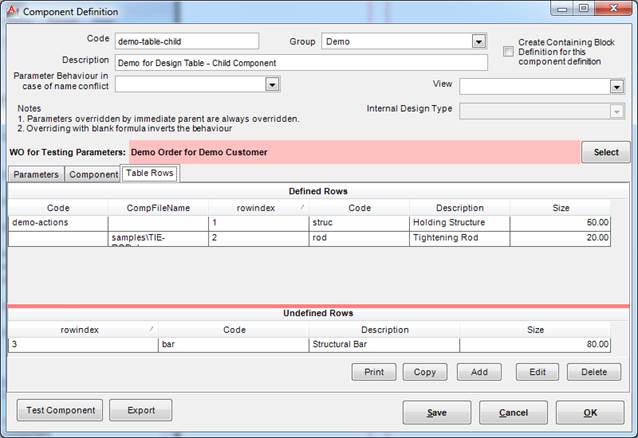 Component Definition
Code demo-table-child Group Demo Create Containing Block
Definition for this
component definition
Description Demo for Design Table - Child Component
Parameter Behaviour in
case of name conflict
View
Notes
1. Parameters overridden by immediate parent are always overridden.
2. Overriding with blank formula inverts the behaviour
Internal Design Type
WO for Testing Parameters: Demo Order for Demo Customer Select
Parameters Component Table Rows
Defined Rows
Code CompFileName rowindex Code Description Size
demo-actions 1 struc Holding Structure 50.00
samples\TIE- 2 rod Tightening Rod 20.00
Undefined Rows
rowindex Code Description Size
3 bar Structural Bar 80.00
Print Copy Add Edit Delete
Test Component Export Save Cancel OK